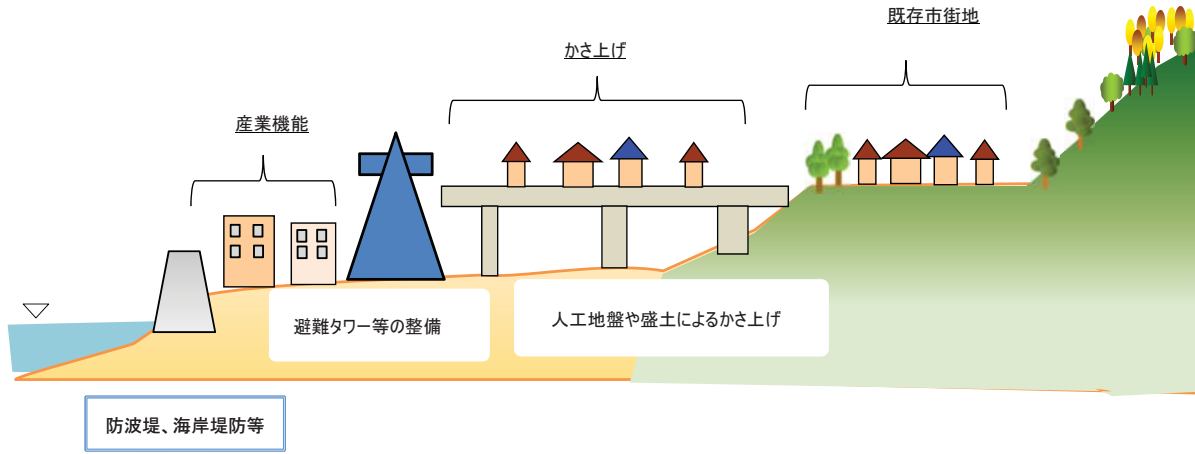 既存市街地
かさ上げ
産業機能
避難タワー等の整備
人工地盤や盛土によるかさ上げ
防波堤、海岸堤防等